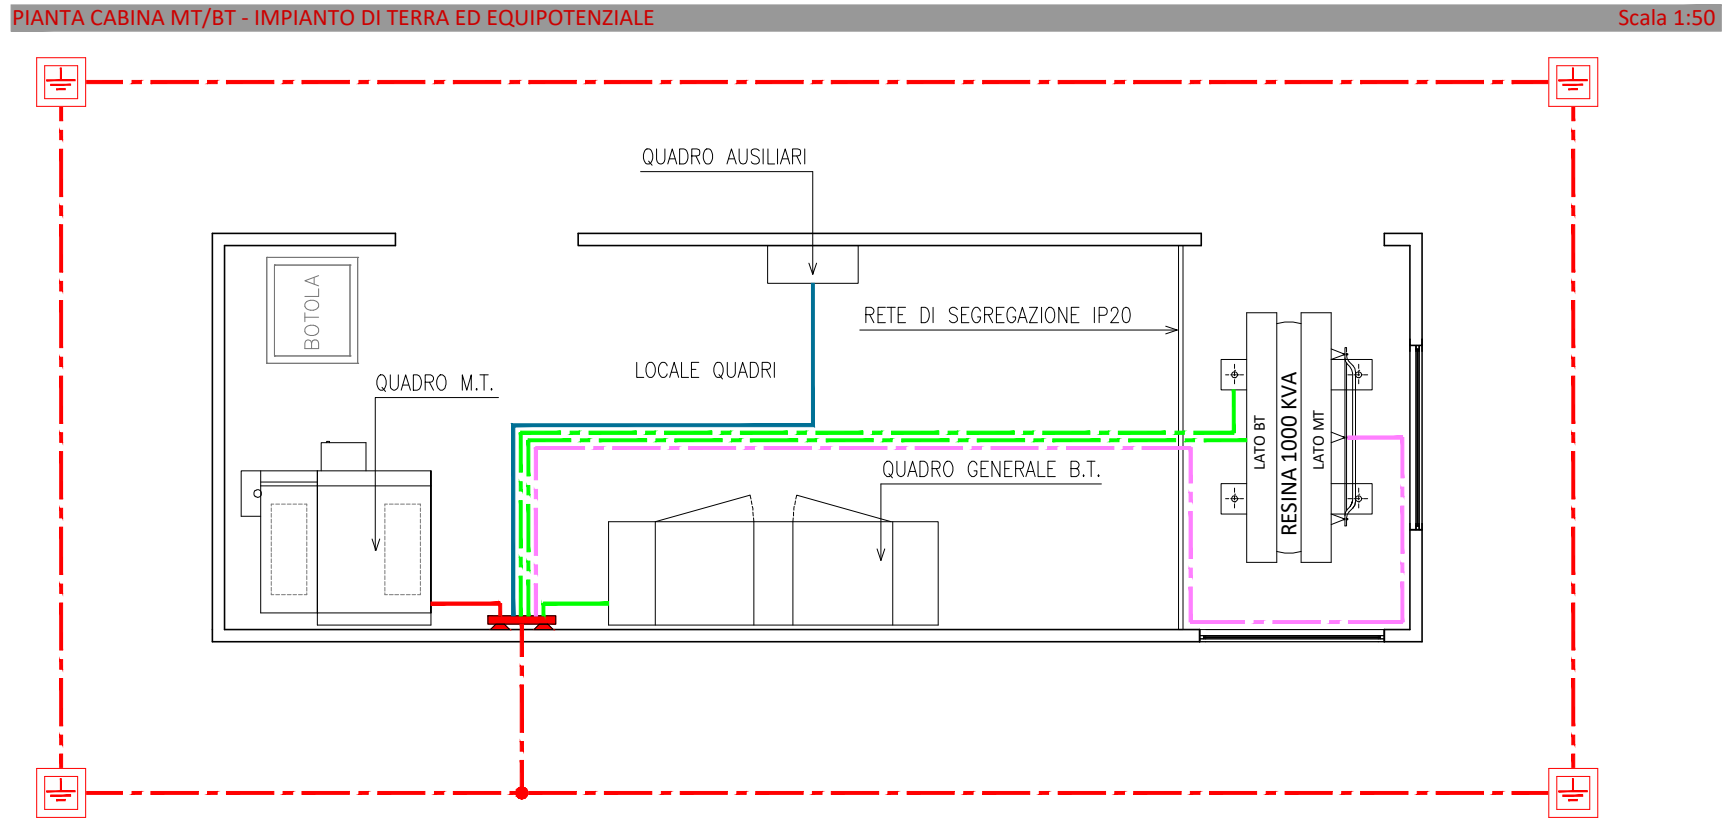 PIANTA CABINA MT/BT - IMPIANTO DI TERRA ED EQUIPOTENZIALE
Scala 1:50
QUADRO AUSILIARI
BOTOLA
RETE DI SEGREGAZIONE IP20
LOCALE QUADRI
QUADRO M.T.
LATO BT
RESINA 1000 KVA
LATO MT
QUADRO GENERALE B.T.